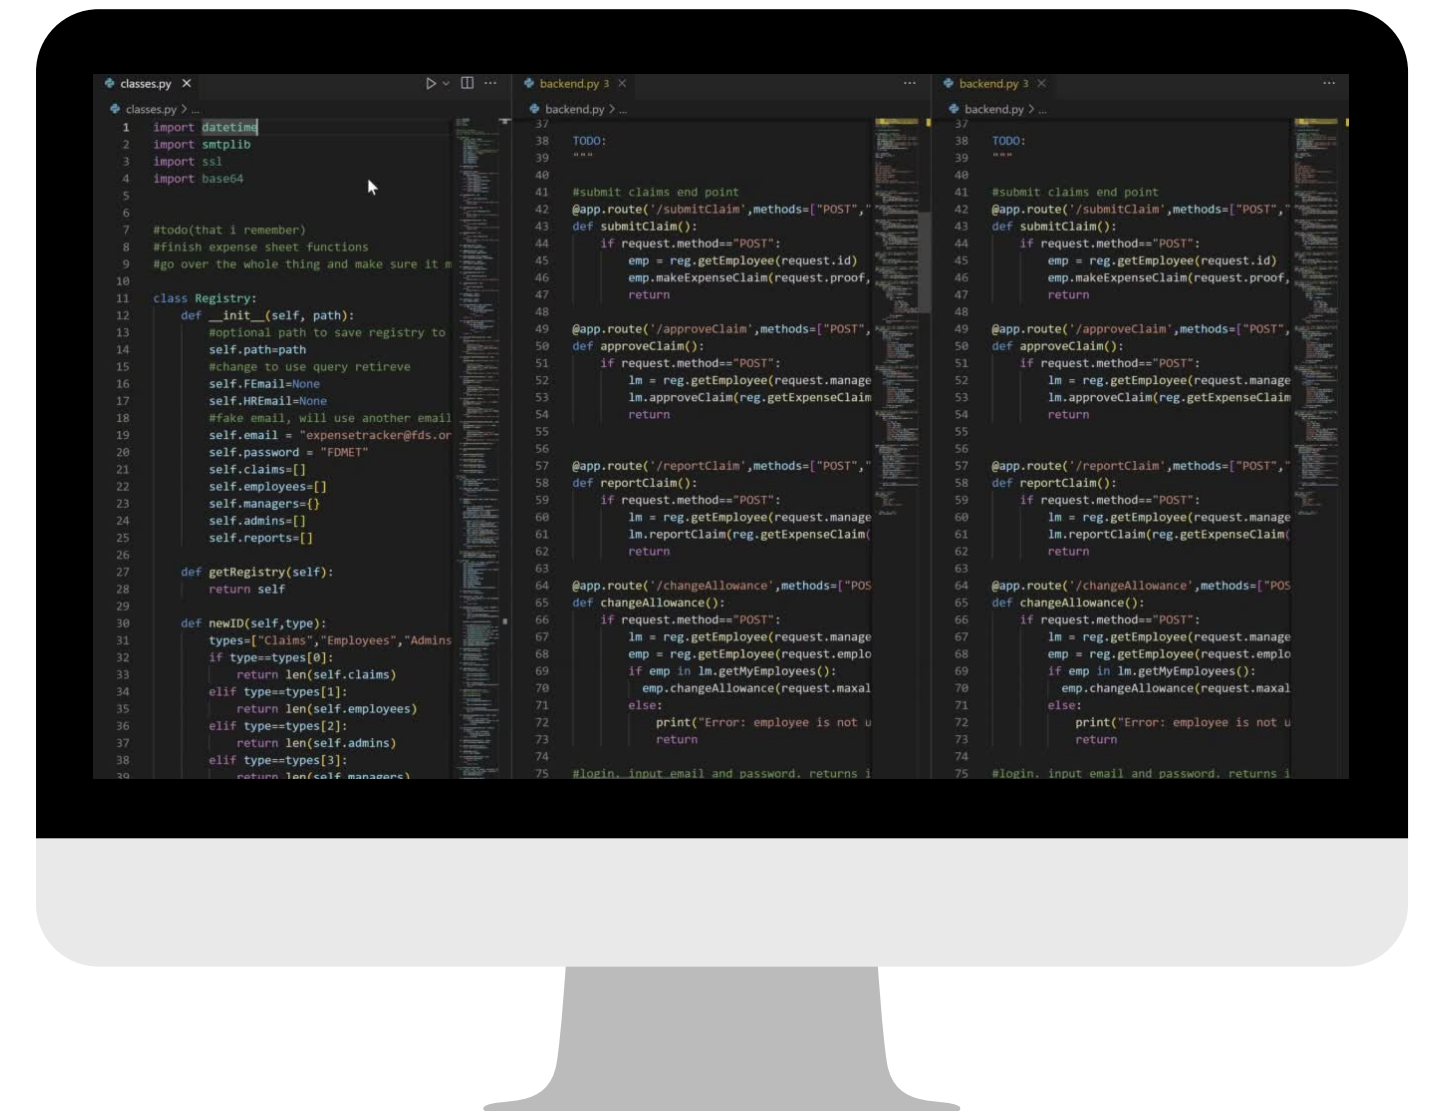 classes.py
classes.py > ...
1 import datetime
2 import smtplib
3 import ssl
4 import base64
5
6
7 #todo(that i remember)
8 #finish expense sheet functions
9 #go over the whole thing and make sure it m
10
11 class Registry:
12 def __init__(self, path):
13 #optional path to save registry to
14 self.path=path
15 #change to use query retireve
16 self.FEmail=None
17 self.HREmail=None
18 #fake email, will use another email
19 self.email = "expensetracker@fds.or
20 self.password = "FDMET"
21 self.claims=[]
22 self.employees=[]
23 self.managers={}
24 self.admins=[]
25 self.reports=[]
26
27 def getRegistry(self):
28 return self
29
30 def newID(self,type):
31 types=["Claims","Employees","Admins
32 if type==types[0]:
33 return len(self.claims)
34 elif type==types[1]:
35 return len(self.employees)
36 elif type==types[2]:
37 return len(self.admins)
38 elif type==types[3]:
39 return len(self.managers)
backend.py 3
backend.py > ...
37
38 TODO:
39 """
40
41 #submit claims end point
42 @app.route('/submitClaim',methods=["POST","
43 def submitClaim():
44 if request.method=="POST":
45 emp = reg.getEmployee(request.id)
46 emp.makeExpenseClaim(request.proof,
47 return
48
49 @app.route('/approveClaim',methods=["POST",
50 def approveClaim():
51 if request.method=="POST":
52 lm = reg.getEmployee(request.manage
53 lm.approveClaim(reg.getExpenseClaim
54 return
55
56
57 @app.route('/reportClaim',methods=["POST","
58 def reportClaim():
59 if request.method=="POST":
60 lm = reg.getEmployee(request.manage
61 lm.reportClaim(reg.getExpenseClaim(
62 return
63
64 @app.route('/changeAllowance',methods=["POS
65 def changeAllowance():
66 if request.method=="POST":
67 lm = reg.getEmployee(request.manage
68 emp = reg.getEmployee(request.emplo
69 if emp in lm.getMyEmployees():
70 emp.changeAllowance(request.maxal
71 else:
72 print("Error: employee is not u
73 return
74
75 #login. input email and password. returns i
backend.py 3
backend.py > ...
37
38 TODO:
39 """
40
41 #submit claims end point
42 @app.route('/submitClaim',methods=["POST","
43 def submitClaim():
44 if request.method=="POST":
45 emp = reg.getEmployee(request.id)
46 emp.makeExpenseClaim(request.proof,
47 return
48
49 @app.route('/approveClaim',methods=["POST",
50 def approveClaim():
51 if request.method=="POST":
52 lm = reg.getEmployee(request.manage
53 lm.approveClaim(reg.getExpenseClaim
54 return
55
56
57 @app.route('/reportClaim',methods=["POST","
58 def reportClaim():
59 if request.method=="POST":
60 lm = reg.getEmployee(request.manage
61 lm.reportClaim(reg.getExpenseClaim(
62 return
63
64 @app.route('/changeAllowance',methods=["POS
65 def changeAllowance():
66 if request.method=="POST":
67 lm = reg.getEmployee(request.manage
68 emp = reg.getEmployee(request.emplo
69 if emp in lm.getMyEmployees():
70 emp.changeAllowance(request.maxal
71 else:
72 print("Error: employee is not u
73 return
74
75 #login. input email and password. returns i